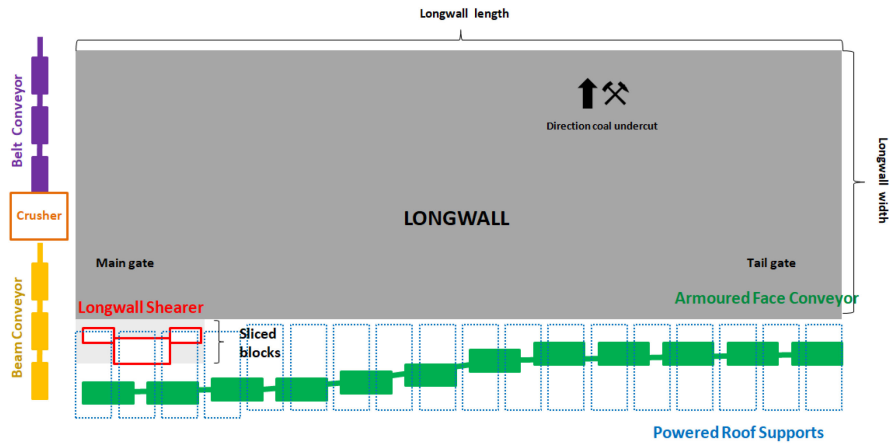 Longwall length
Belt Conveyor
Direction coal undercut
Longwall width
Crusher
LONGWALL
Main gate
Tail gate
Beam Conveyor
Longwall Shearer
Armoured Face Conveyor
Sliced
blocks
Powered Roof Supports